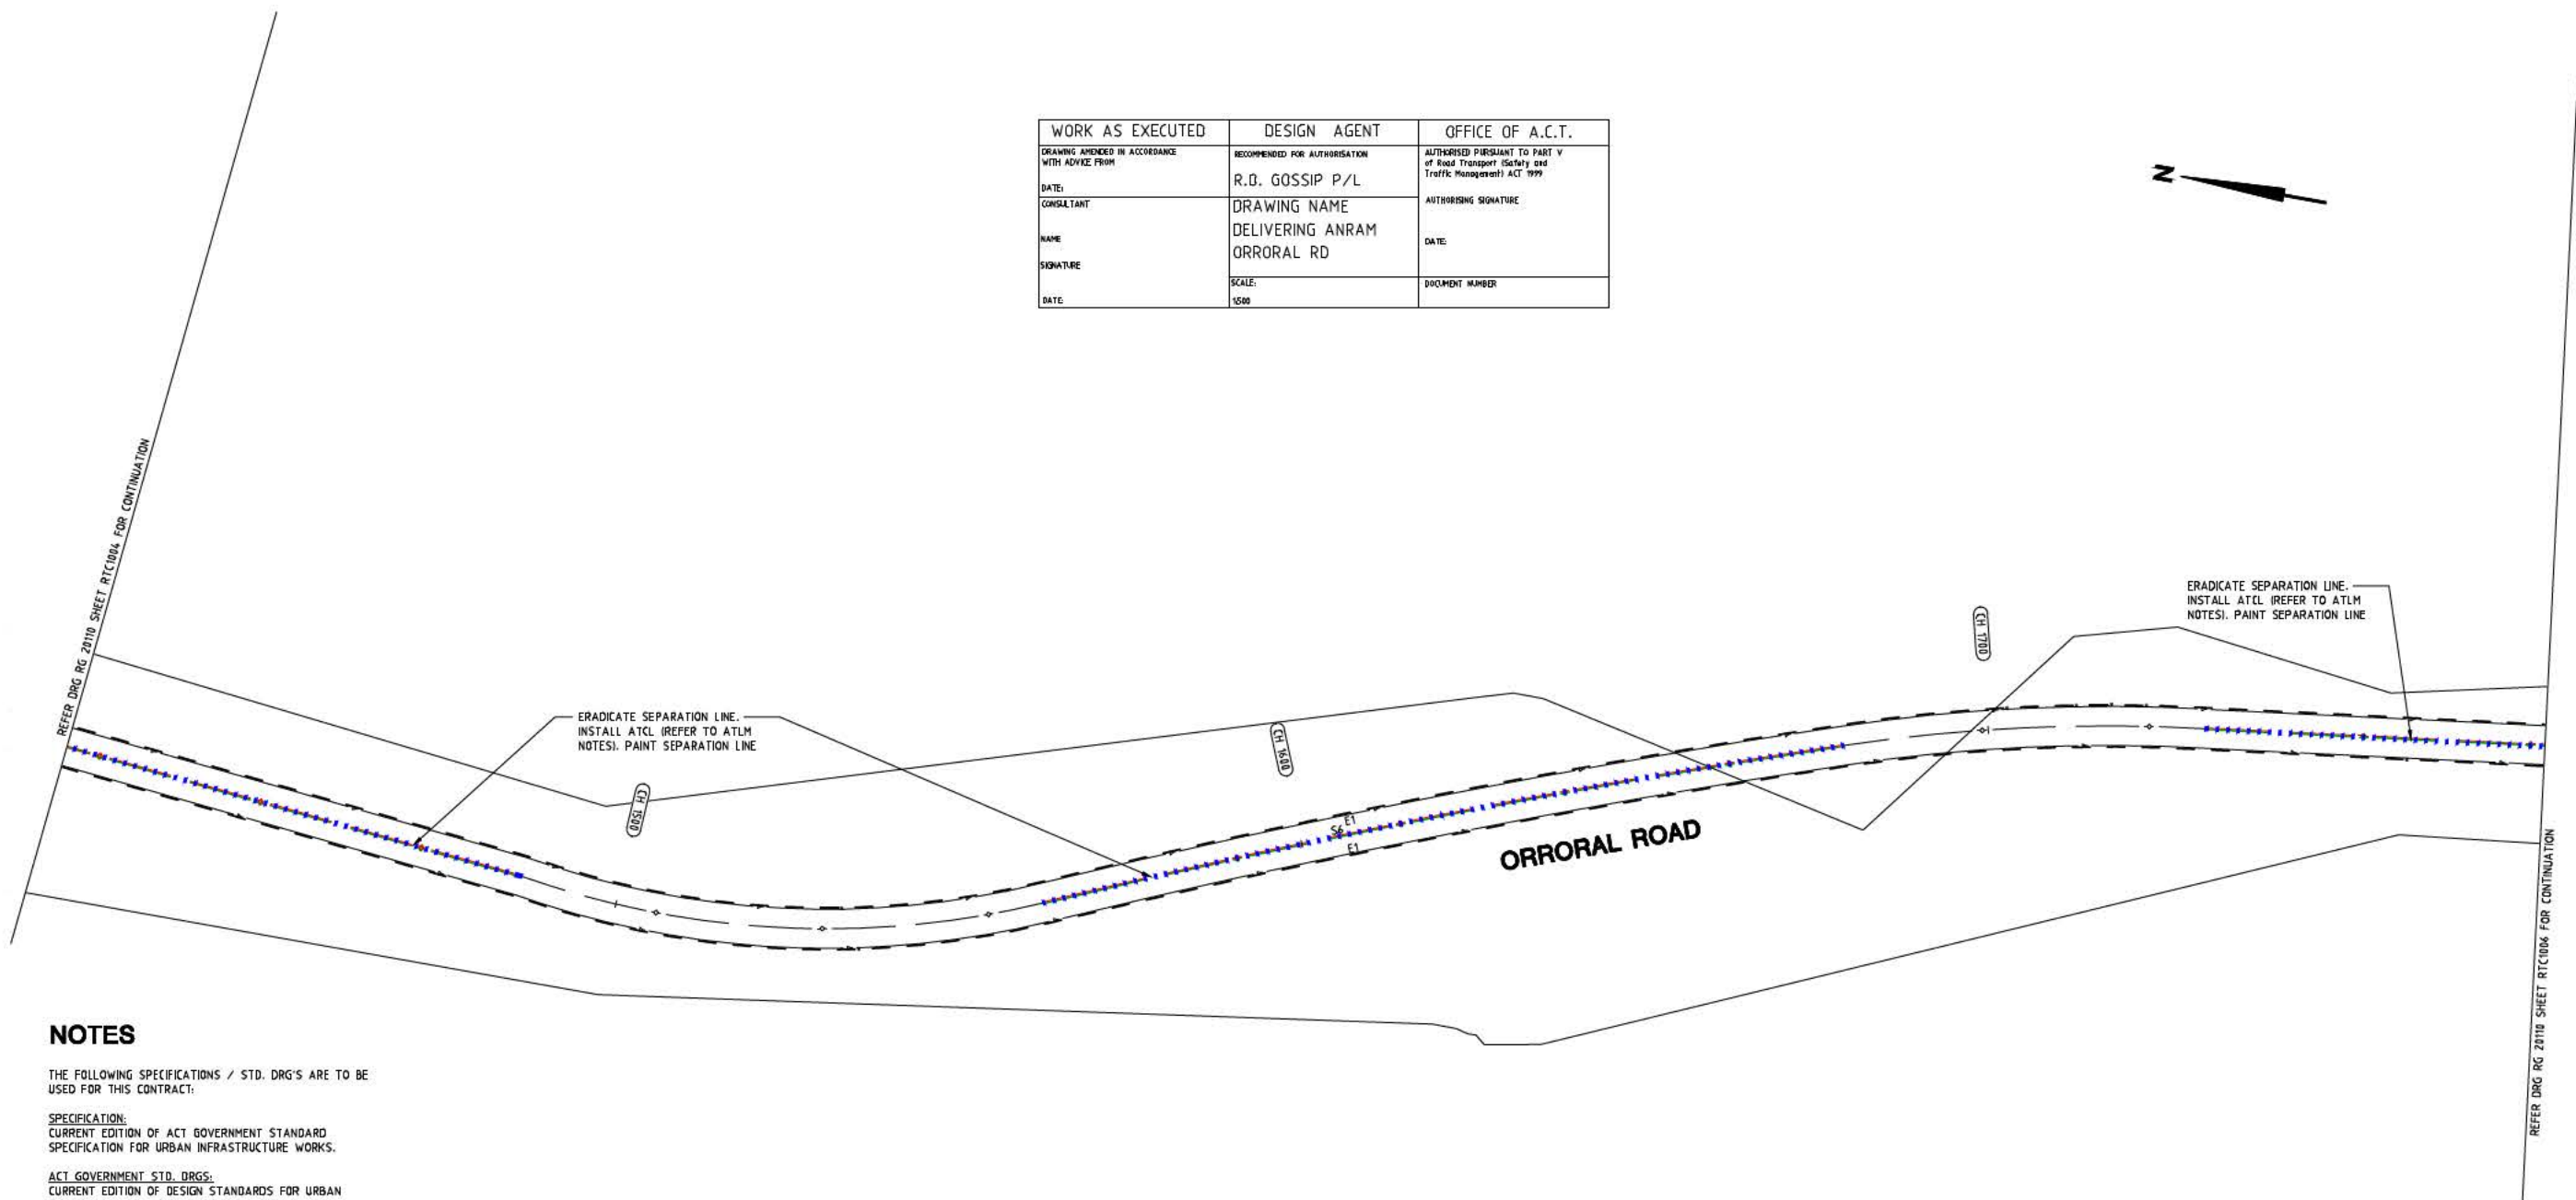 WORK AS EXECUTED
DRAWING AMENDED IN ACCORDANCE
WITH ADVICE FROM
DATE:
CONSULTANT
NAME
SIGNATURE
DATE:
DESIGN AGENT
RECOMMENDED FOR AUTHORISATION
R.D. GOSSIP P/L
DRAWING NAME
DELIVERING ANRAM
ORRORAL RD
SCALE:
1:500
OFFICE OF A.C.T.
AUTHORISED PURSUANT TO PART V
of Road Transport (Safety and
Traffic Management) ACT 1999
AUTHORISING SIGNATURE
DATE:
DOCUMENT NUMBER
N
REFER DRG RG 20110 SHEET RTC1004 FOR CONTINUATION
ERADICATE SEPARATION LINE.
INSTALL ATCL (REFER TO ATLM
NOTES). PAINT SEPARATION LINE
CH 1500
CH 1600
CH 1700
ERADICATE SEPARATION LINE.
INSTALL ATCL (REFER TO ATLM
NOTES). PAINT SEPARATION LINE
E1
S6
E1
ORRORAL ROAD
REFER DRG RG 20110 SHEET RTC1006 FOR CONTINUATION
NOTES
THE FOLLOWING SPECIFICATIONS / STD. DRG'S ARE TO BE
USED FOR THIS CONTRACT:
SPECIFICATION:
CURRENT EDITION OF ACT GOVERNMENT STANDARD
SPECIFICATION FOR URBAN INFRASTRUCTURE WORKS.
ACT GOVERNMENT STD. DRGS:
CURRENT EDITION OF DESIGN STANDARDS FOR URBAN